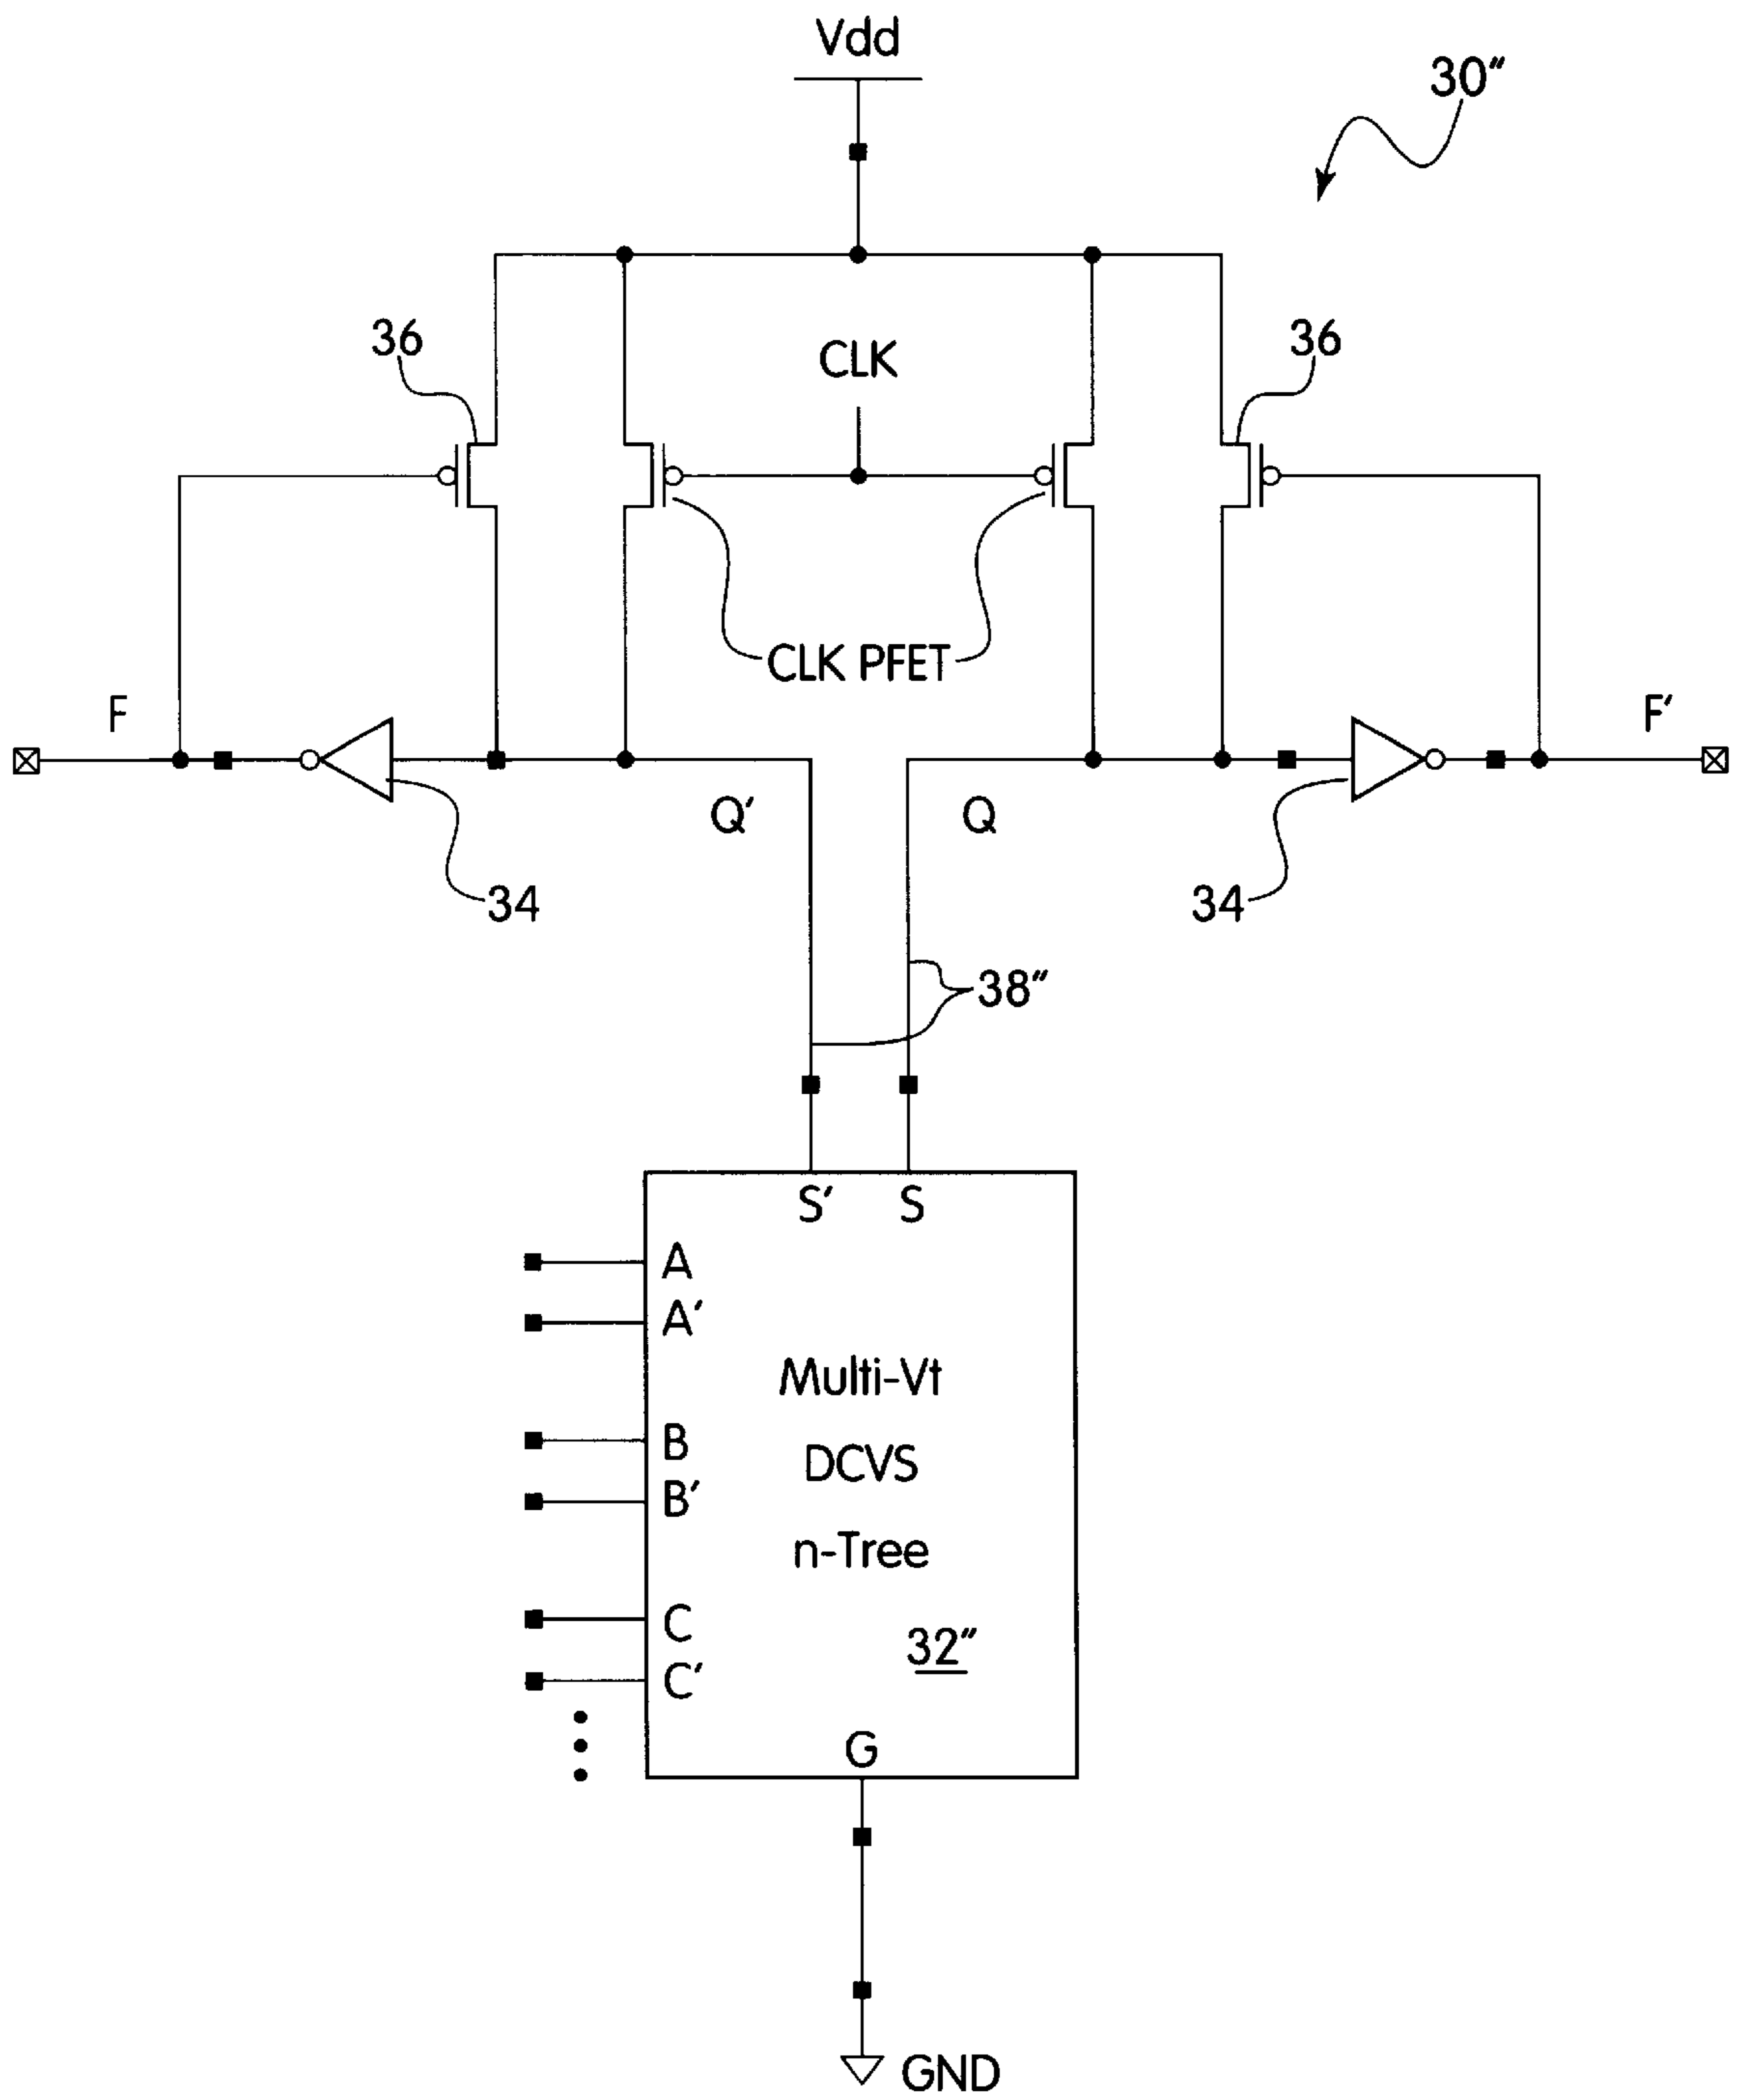 Vdd
30″
36
CLK
36
CLK PFET
F
F′
Q′
Q
34
34
38″
S′
S
A
A′
Multi-Vt
B
DCVS
B′
n-Tree
C
32″
C′
G
GND